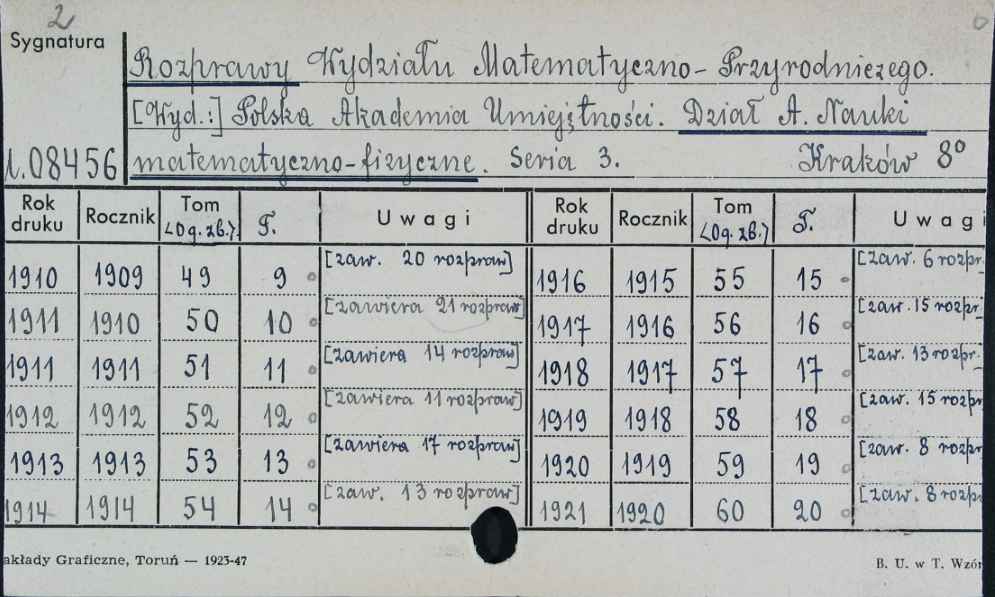 2
Sygnatura
Rozprawy Wydziału Matematyczno-Przyrodniczego.
[Wyd.:] Polska Akademia Umiejętności. Dział A. Nauki
1.08456 matematyczno-fizyczne. Seria 3. Kraków 8°
Rok druku Rocznik Tom (Og. zb.) T. Uwagi Rok druku Rocznik Tom (Og. zb.) T. Uwagi
1910 1909 49 9 [zaw. 20 rozpraw] 1916 1915 55 15 [zaw. 6 rozpr.
1911 1910 50 10 [zawiera 21 rozpraw] 1917 1916 56 16 [zaw. 15 rozpr.
1911 1911 51 11 [zawiera 14 rozpraw] 1918 1917 57 17 [zaw. 13 rozpr.
1912 1912 52 12 [zawiera 11 rozpraw] 1919 1918 58 18 [zaw. 15 rozpr
1913 1913 53 13 [zawiera 17 rozpraw] 1920 1919 59 19 [zaw. 8 rozpr
1914 1914 54 14 [zaw. 13 rozpraw] 1921 1920 60 20 [zaw. 8 rozp
akłady Graficzne, Toruń — 1923-47 B. U. w T. Wzór